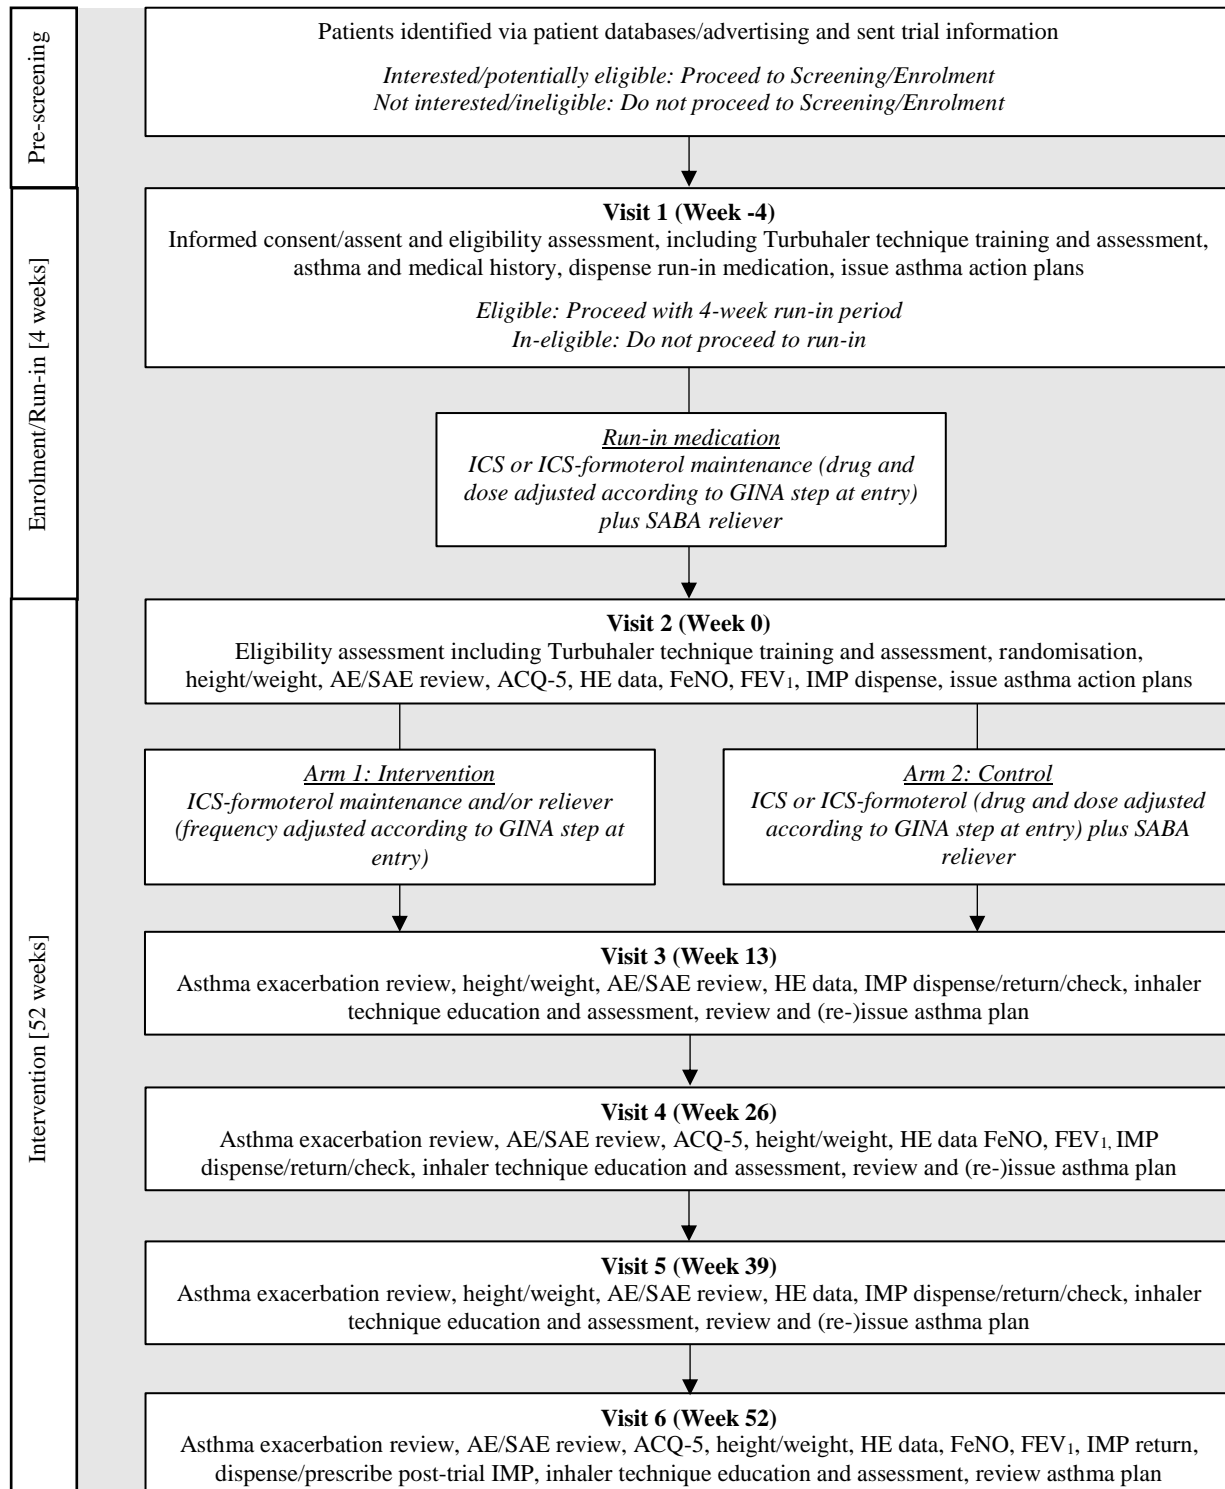 Pre-screening
Patients identified via patient databases/advertising and sent trial information
Interested/potentially eligible: Proceed to Screening/Enrolment
Not interested/ineligible: Do not proceed to Screening/Enrolment
Enrolment/Run-in [4 weeks]
Visit 1 (Week -4)
Informed consent/assent and eligibility assessment, including Turbuhaler technique training and assessment,
asthma and medical history, dispense run-in medication, issue asthma action plans
Eligible: Proceed with 4-week run-in period
In-eligible: Do not proceed to run-in
Run-in medication
ICS or ICS-formoterol maintenance (drug and
dose adjusted according to GINA step at entry)
plus SABA reliever
Intervention [52 weeks]
Visit 2 (Week 0)
Eligibility assessment including Turbuhaler technique training and assessment, randomisation,
height/weight, AE/SAE review, ACQ-5, HE data, FeNO, FEV₁, IMP dispense, issue asthma action plans
Arm 1: Intervention
ICS-formoterol maintenance and/or reliever
(frequency adjusted according to GINA step at
entry)
Arm 2: Control
ICS or ICS-formoterol (drug and dose adjusted
according to GINA step at entry) plus SABA
reliever
Visit 3 (Week 13)
Asthma exacerbation review, height/weight, AE/SAE review, HE data, IMP dispense/return/check, inhaler
technique education and assessment, review and (re-)issue asthma plan
Visit 4 (Week 26)
Asthma exacerbation review, AE/SAE review, ACQ-5, height/weight, HE data FeNO, FEV₁, IMP
dispense/return/check, inhaler technique education and assessment, review and (re-)issue asthma plan
Visit 5 (Week 39)
Asthma exacerbation review, height/weight, AE/SAE review, HE data, IMP dispense/return/check, inhaler
technique education and assessment, review and (re-)issue asthma plan
Visit 6 (Week 52)
Asthma exacerbation review, AE/SAE review, ACQ-5, height/weight, HE data, FeNO, FEV₁, IMP return,
dispense/prescribe post-trial IMP, inhaler technique education and assessment, review asthma plan